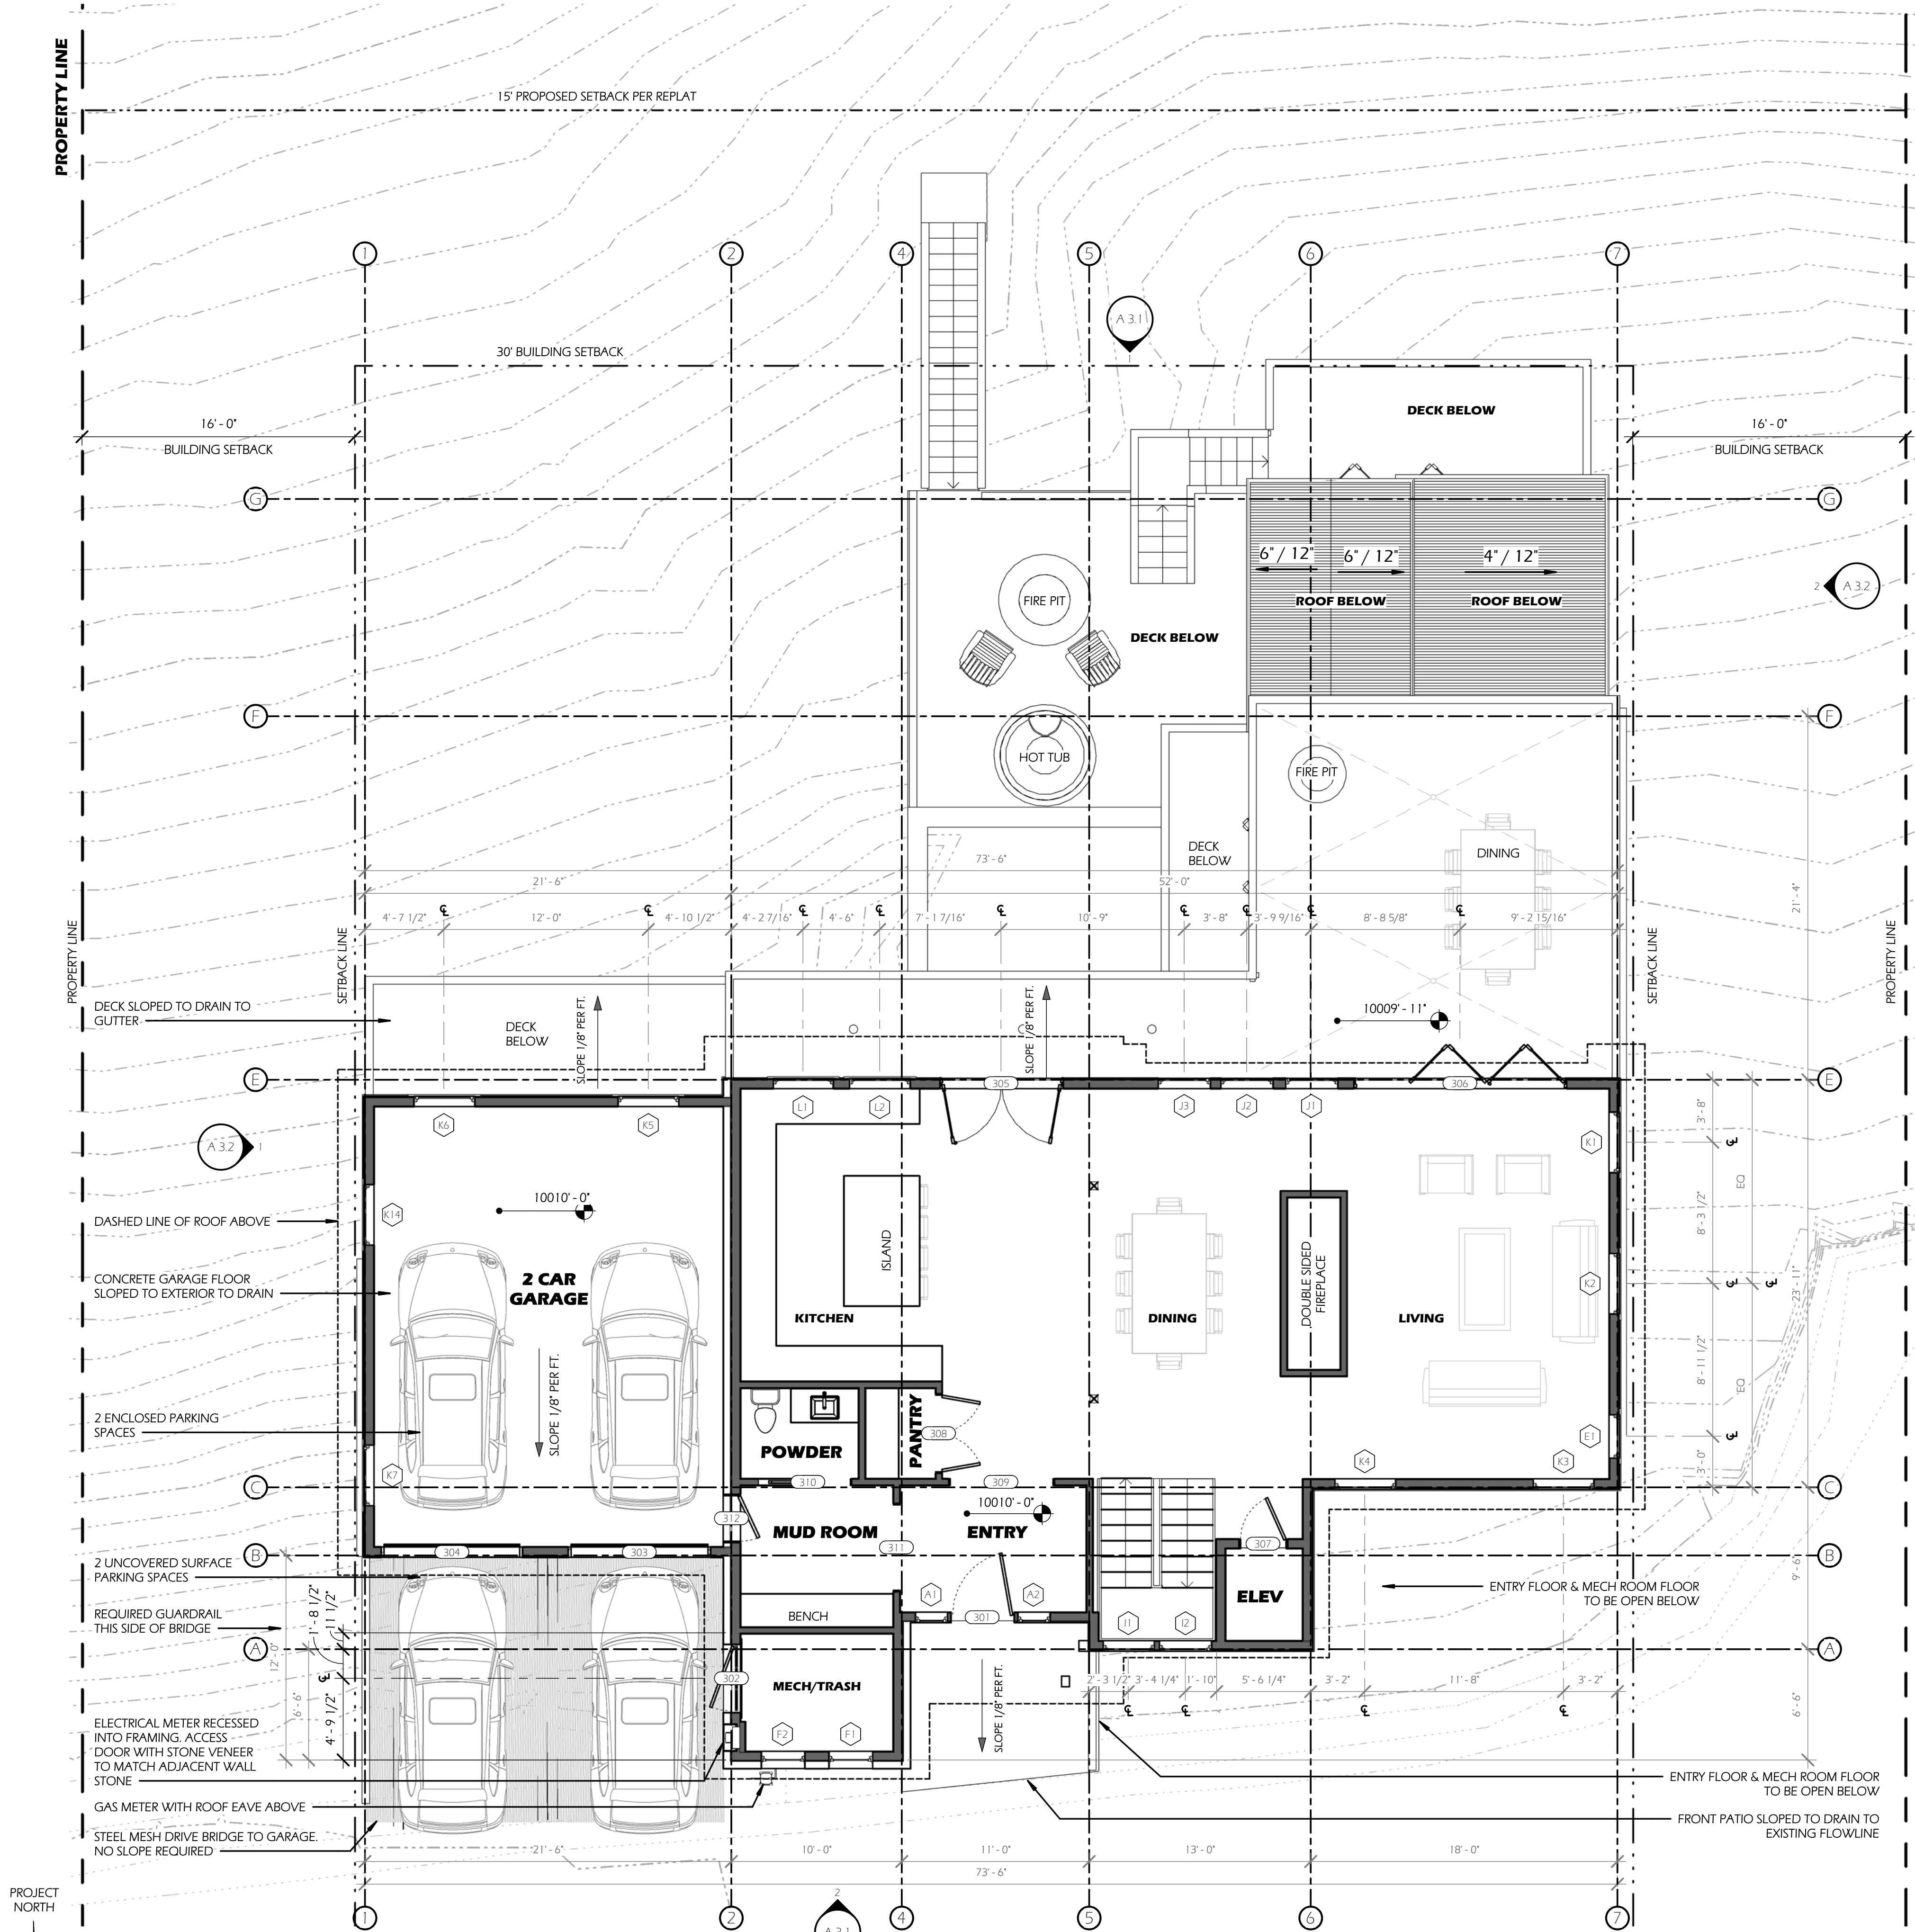 PROPERTY LINE
15' PROPOSED SETBACK PER REPLAT
1
2
4
5
6
7
A 3.1
30' BUILDING SETBACK
DECK BELOW
16' - 0"
BUILDING SETBACK
16' - 0"
BUILDING SETBACK
G
G
6" / 12"
6" / 12"
4" / 12"
ROOF BELOW
ROOF BELOW
2
A 3.2
FIRE PIT
DECK BELOW
F
F
HOT TUB
FIRE PIT
DECK
BELOW
DINING
73' - 6"
21' - 6"
52' - 0"
21' - 4"
4' - 7 1/2"
12' - 0"
4' - 10 1/2"
4' - 2 7/16"
4' - 6"
7' - 1 7/16"
10' - 9"
3' - 8"
3' - 9 9/16"
8' - 8 5/8"
9' - 2 15/16"
PROPERTY LINE
SETBACK LINE
SETBACK LINE
PROPERTY LINE
DECK SLOPED TO DRAIN TO
GUTTER
DECK
BELOW
SLOPE 1/8" PER FT.
SLOPE 1/8" PER FT.
10009' - 11"
E
E
305
306
K6
K5
L1
L2
J3
J2
J1
K1
3' - 8"
A 3.2
1
10010' - 0"
K14
DASHED LINE OF ROOF ABOVE
EQ
8' - 3 1/2"
ISLAND
DOUBLE SIDED
FIREPLACE
CONCRETE GARAGE FLOOR
SLOPED TO EXTERIOR TO DRAIN
2 CAR
GARAGE
K2
23' - 11"
KITCHEN
DINING
LIVING
SLOPE 1/8" PER FT.
8' - 11 1/2"
EQ
2 ENCLOSED PARKING
SPACES
PANTRY
308
POWDER
E1
K7
310
309
K4
K3
3' - 0"
C
C
10010' - 0"
312
MUD ROOM
ENTRY
311
307
B
304
303
B
2 UNCOVERED SURFACE
PARKING SPACES
9' - 6"
1' - 8 1/2"
11 1/2"
A1
A2
ELEV
ENTRY FLOOR & MECH ROOM FLOOR
TO BE OPEN BELOW
REQUIRED GUARDRAIL
THIS SIDE OF BRIDGE
BENCH
301
I1
I2
A
A
12' - 0"
302
MECH/TRASH
SLOPE 1/8" PER FT.
2' - 3 1/2"
3' - 4 1/4"
1' - 10"
5' - 6 1/4"
3' - 2"
11' - 8"
3' - 2"
6' - 6"
4' - 9 1/2"
6' - 6"
F2
F1
ELECTRICAL METER RECESSED
INTO FRAMING. ACCESS
DOOR WITH STONE VENEER
TO MATCH ADJACENT WALL
STONE
ENTRY FLOOR & MECH ROOM FLOOR
TO BE OPEN BELOW
GAS METER WITH ROOF EAVE ABOVE
FRONT PATIO SLOPED TO DRAIN TO
EXISTING FLOWLINE
STEEL MESH DRIVE BRIDGE TO GARAGE.
NO SLOPE REQUIRED
21' - 6"
10' - 0"
11' - 0"
13' - 0"
18' - 0"
73' - 6"
PROJECT
NORTH
2
1
2
4
5
6
7
A 3.1